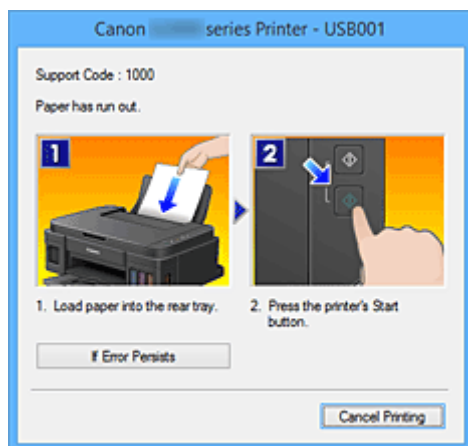 Canon series Printer - USB001
Support Code : 1000
Paper has run out.
1
2
1. Load paper into the rear tray.
2. Press the printer's Start
button.
If Error Persists
Cancel Printing